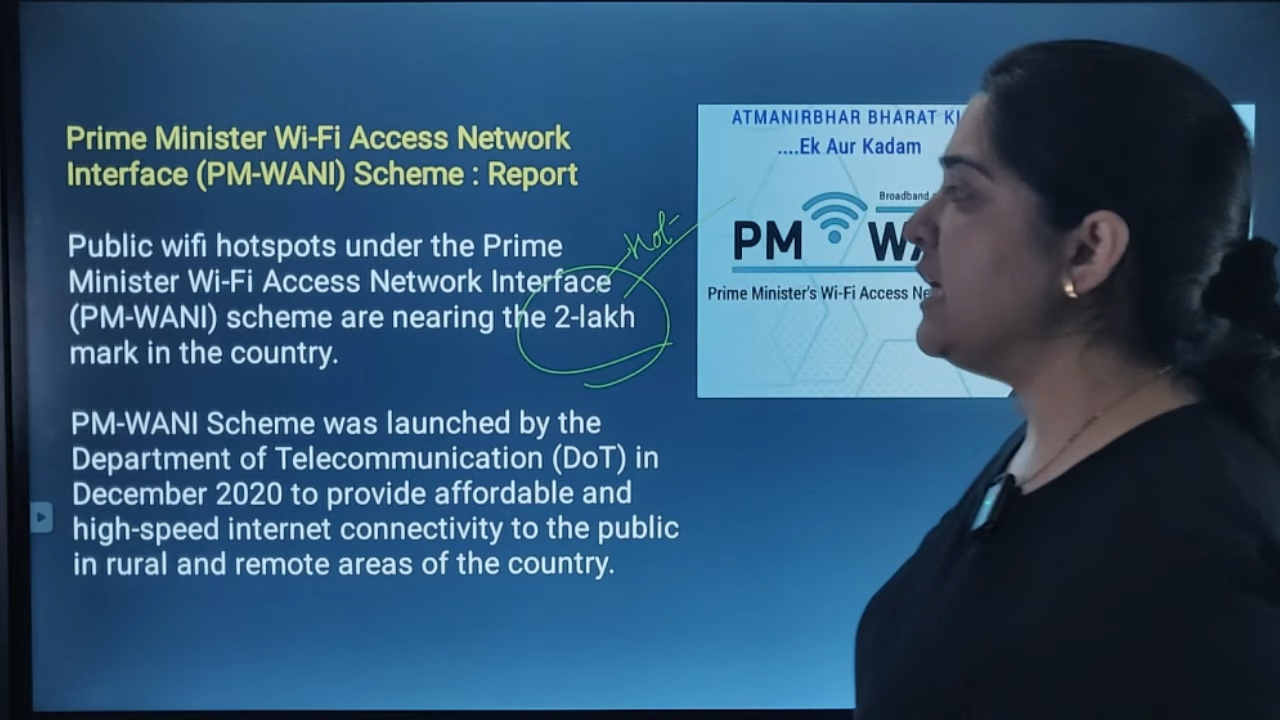 Prime Minister Wi-Fi Access Network
Interface (PM-WANI) Scheme : Report
Public wifi hotspots under the Prime
Minister Wi-Fi Access Network Interface
(PM-WANI) scheme are nearing the 2-lakh
mark in the country.
PM-WANI Scheme was launched by the
Department of Telecommunication (DoT) in
December 2020 to provide affordable and
high-speed internet connectivity to the public
in rural and remote areas of the country.
Hot-
ATMANIRBHAR BHARAT KI
....Ek Aur Kadam
Broadband
PM
Prime Minister's Wi-Fi Access